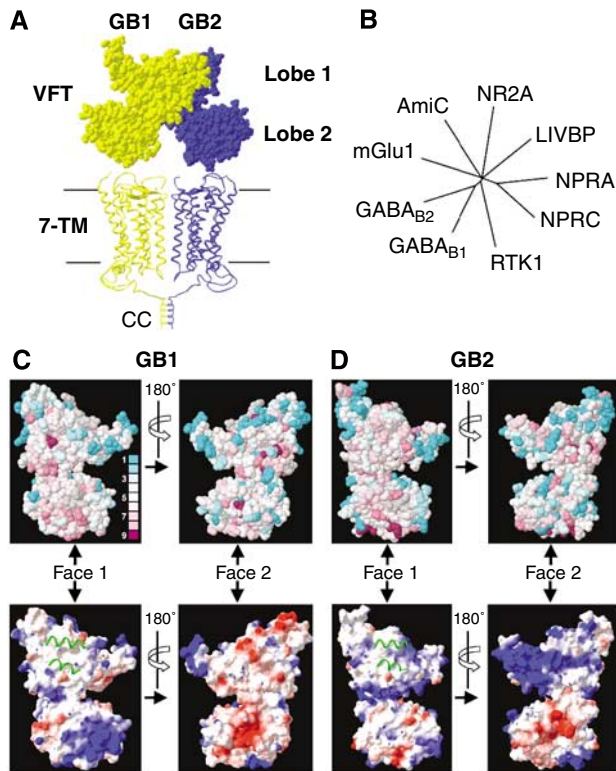 A
GB1 GB2
VFT
Lobe 1
Lobe 2
7-TM
CC
B
AmiC
NR2A
LIVBP
mGlu1
NPRA
GABAB2
NPRC
GABAB1
RTK1
C
GB1
D
GB2
180°
180°
1
3
5
7
9
Face 1
Face 2
Face 1
Face 2
180°
180°